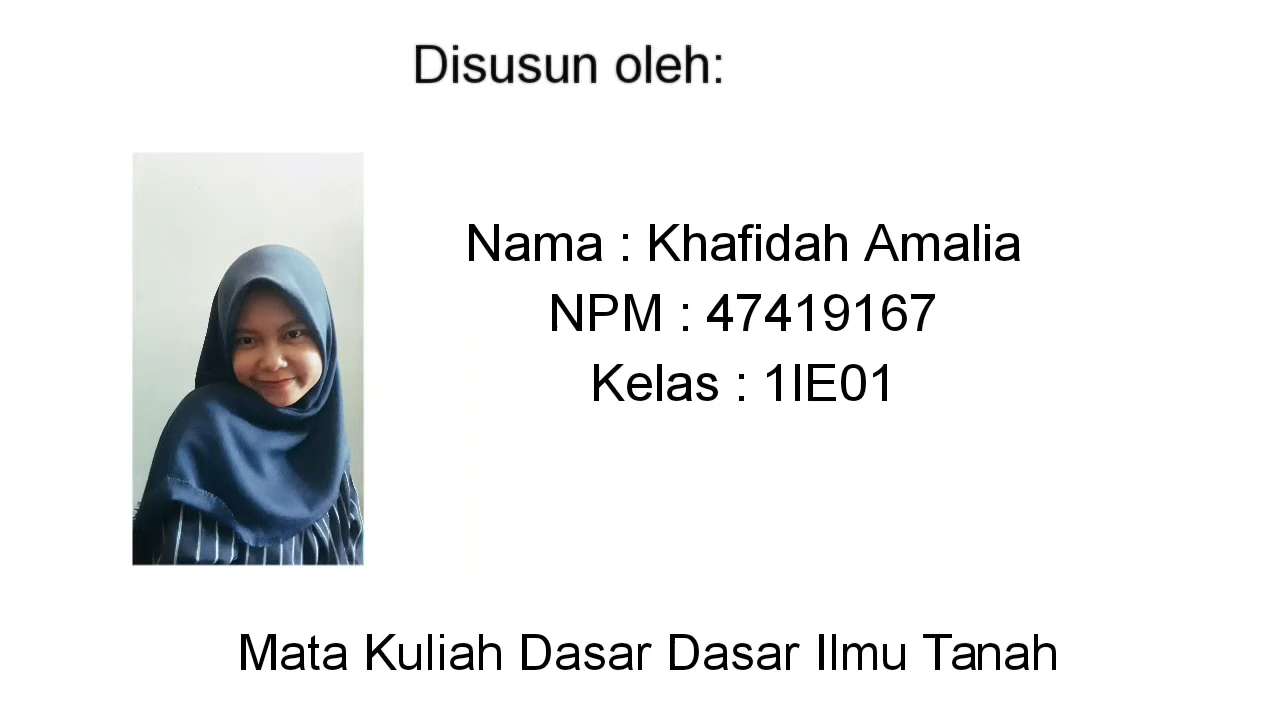 Disusun oleh:
Nama : Khafidah Amalia
NPM : 47419167
Kelas : 1IE01
Mata Kuliah Dasar Dasar Ilmu Tanah